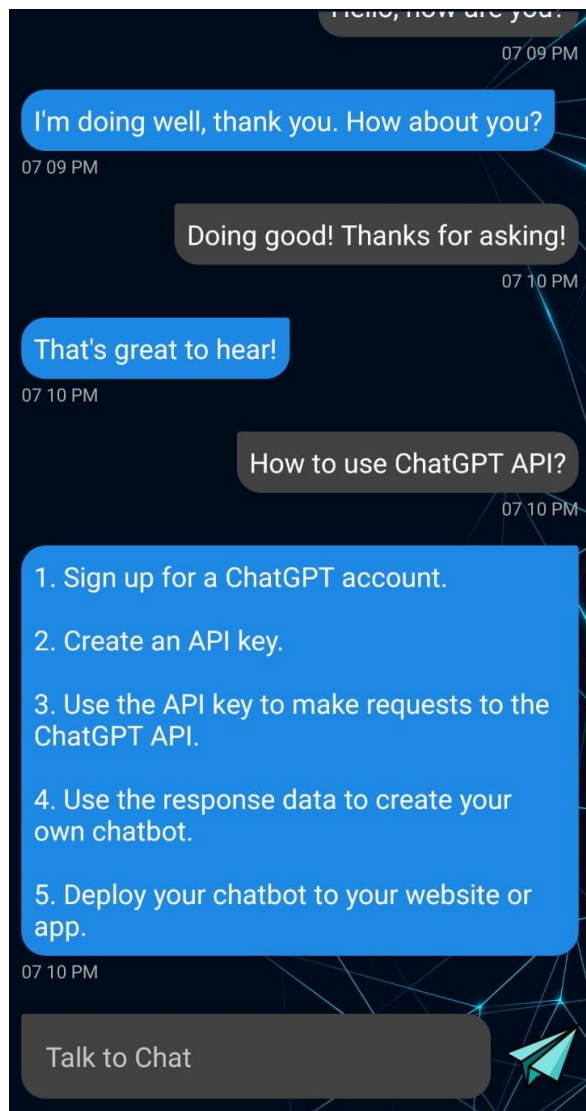 Hello, how are you?
07 09 PM
I'm doing well, thank you. How about you?
07 09 PM
Doing good! Thanks for asking!
07 10 PM
That's great to hear!
07 10 PM
How to use ChatGPT API?
07 10 PM
1. Sign up for a ChatGPT account.
2. Create an API key.
3. Use the API key to make requests to the
ChatGPT API.
4. Use the response data to create your
own chatbot.
5. Deploy your chatbot to your website or
app.
07 10 PM
Talk to Chat